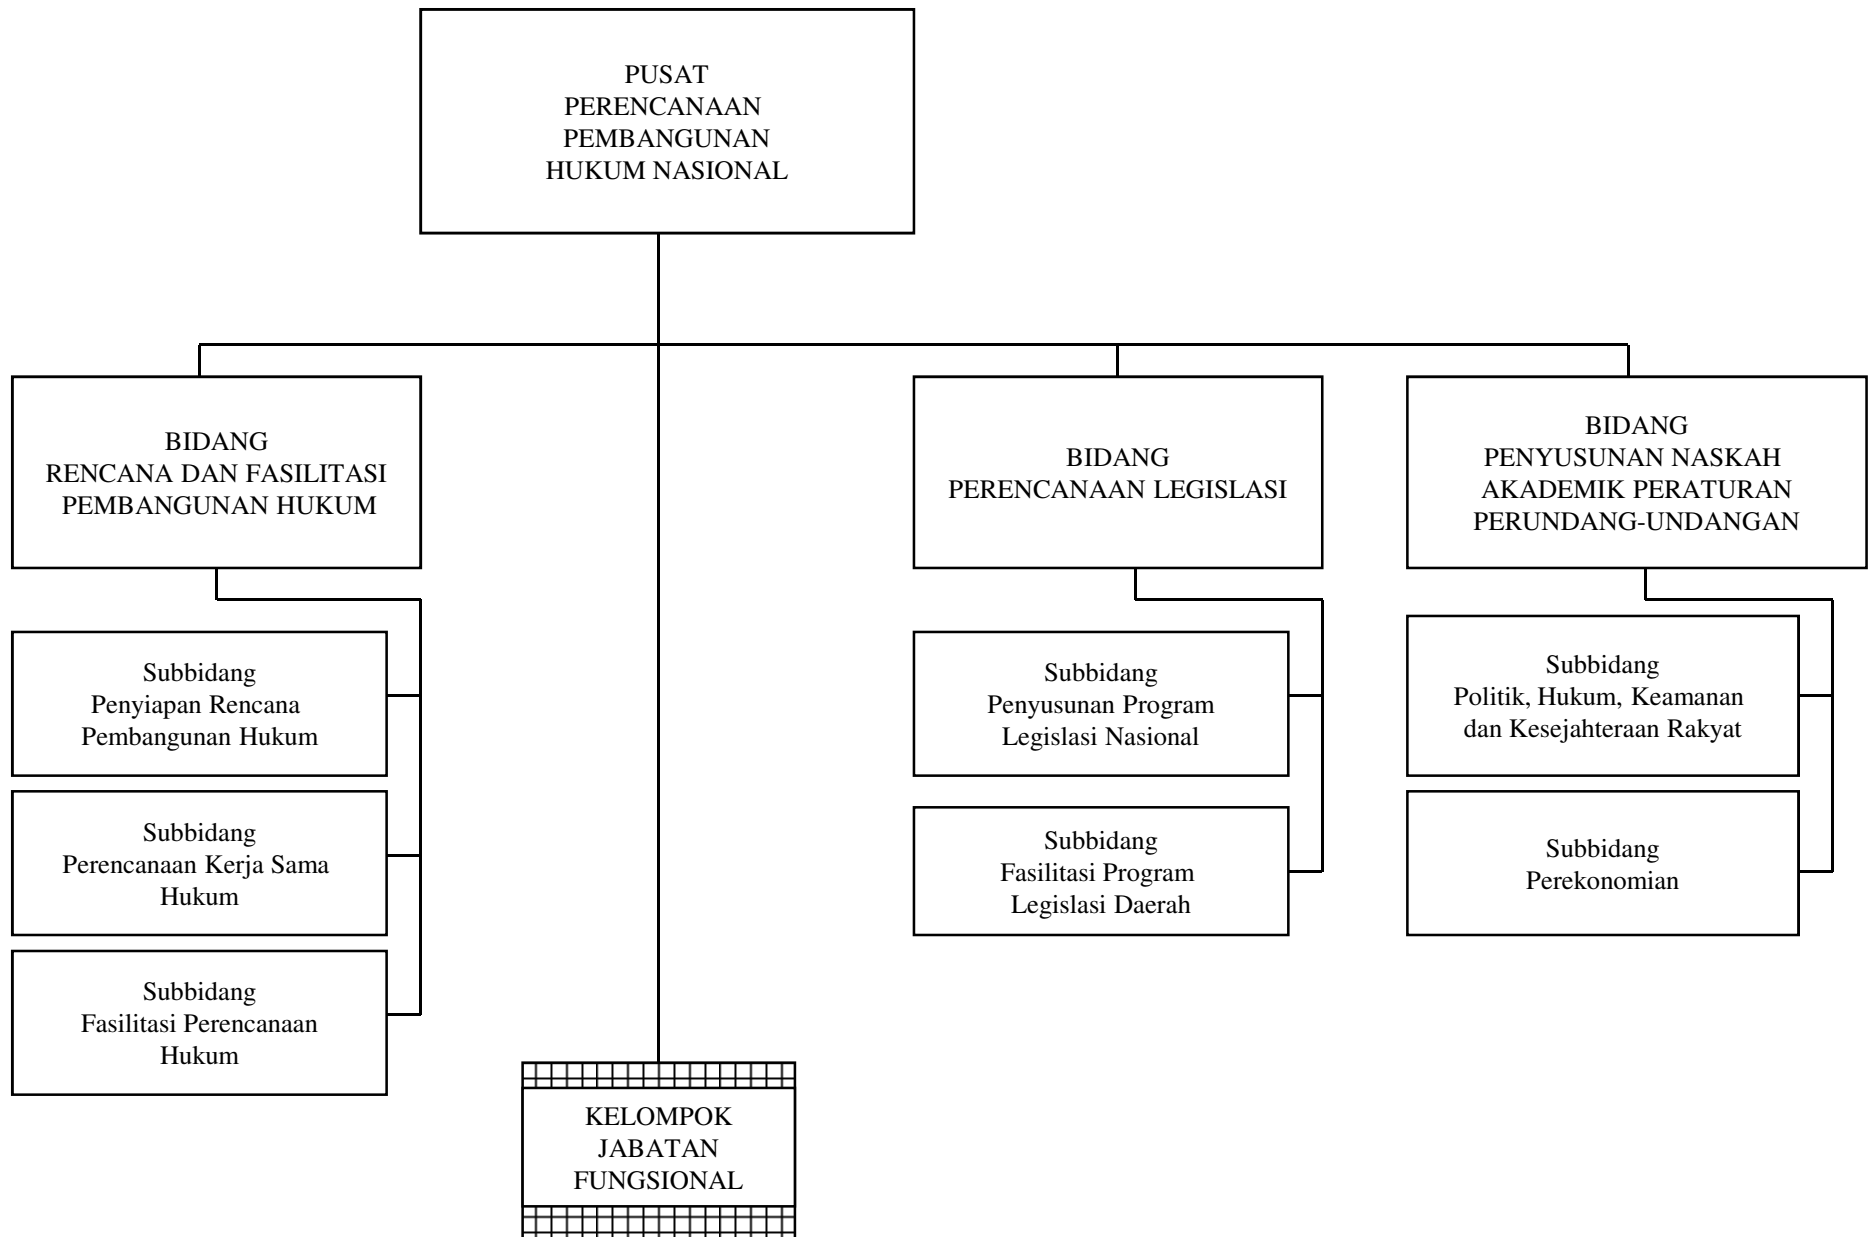 PUSAT
PERENCANAAN
PEMBANGUNAN
HUKUM NASIONAL
BIDANG
RENCANA DAN FASILITASI
PEMBANGUNAN HUKUM
BIDANG
PERENCANAAN LEGISLASI
BIDANG
PENYUSUNAN NASKAH
AKADEMIK PERATURAN
PERUNDANG-UNDANGAN
Subbidang
Penyiapan Rencana
Pembangunan Hukum
Subbidang
Perencanaan Kerja Sama
Hukum
Subbidang
Fasilitasi Perencanaan
Hukum
Subbidang
Penyusunan Program
Legislasi Nasional
Subbidang
Fasilitasi Program
Legislasi Daerah
Subbidang
Politik, Hukum, Keamanan
dan Kesejahteraan Rakyat
Subbidang
Perekonomian
KELOMPOK
JABATAN
FUNGSIONAL